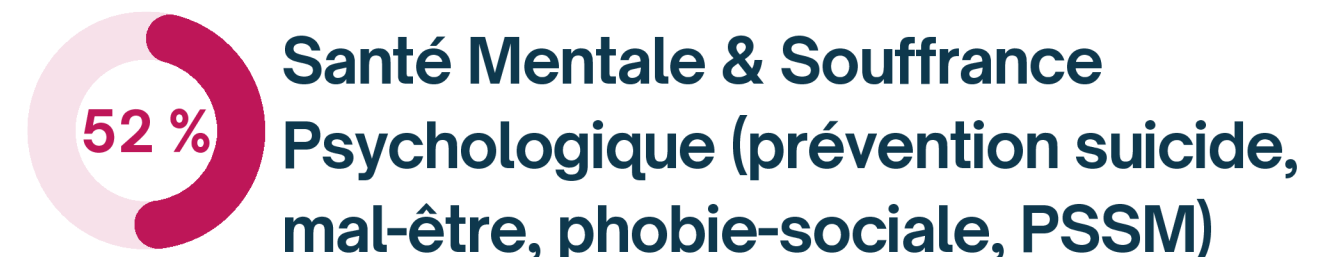 52 %
Santé Mentale & Souffrance
Psychologique (prévention suicide,
mal-être, phobie-sociale, PSSM)